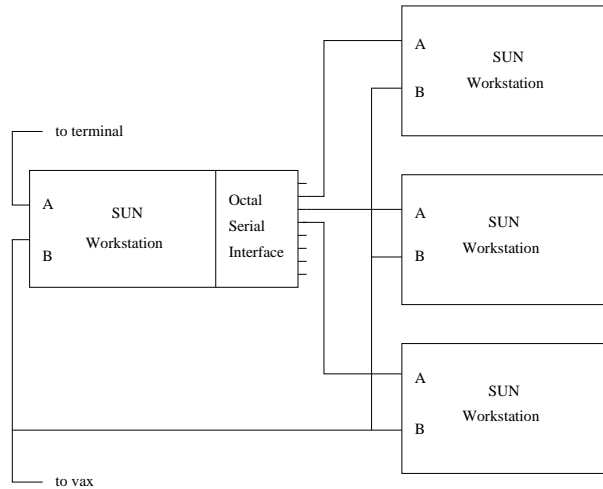 A
SUN
Workstation
B
to terminal
A
SUN
Workstation
B
Octal
Serial
Interface
A
SUN
Workstation
B
A
SUN
Workstation
B
to vax